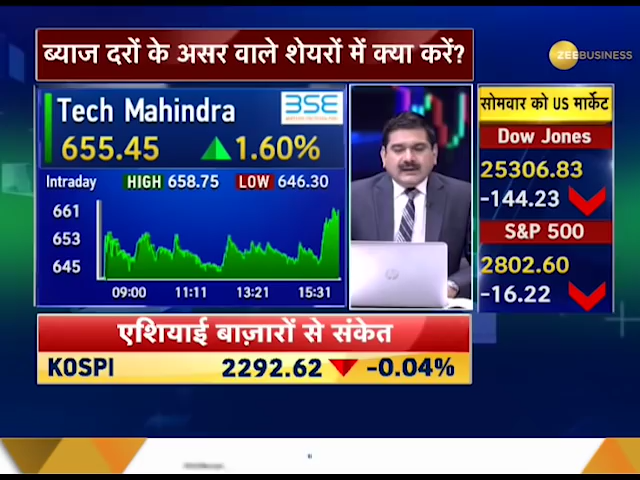 ब्याज दरों के असर वाले शेयरों में क्या करें?
ZEE BUSINESS
Tech Mahindra
BSE
655.45 1.60%
Intraday HIGH 658.75 LOW 646.30
661
653
645
09:00 11:11 13:21 15:31
hp
सोमवार को US मार्केट
Dow Jones
25306.83
-144.23
S&P 500
2802.60
-16.22
एशियाई बाज़ारों से संकेत
KOSPI 2292.62 -0.04%